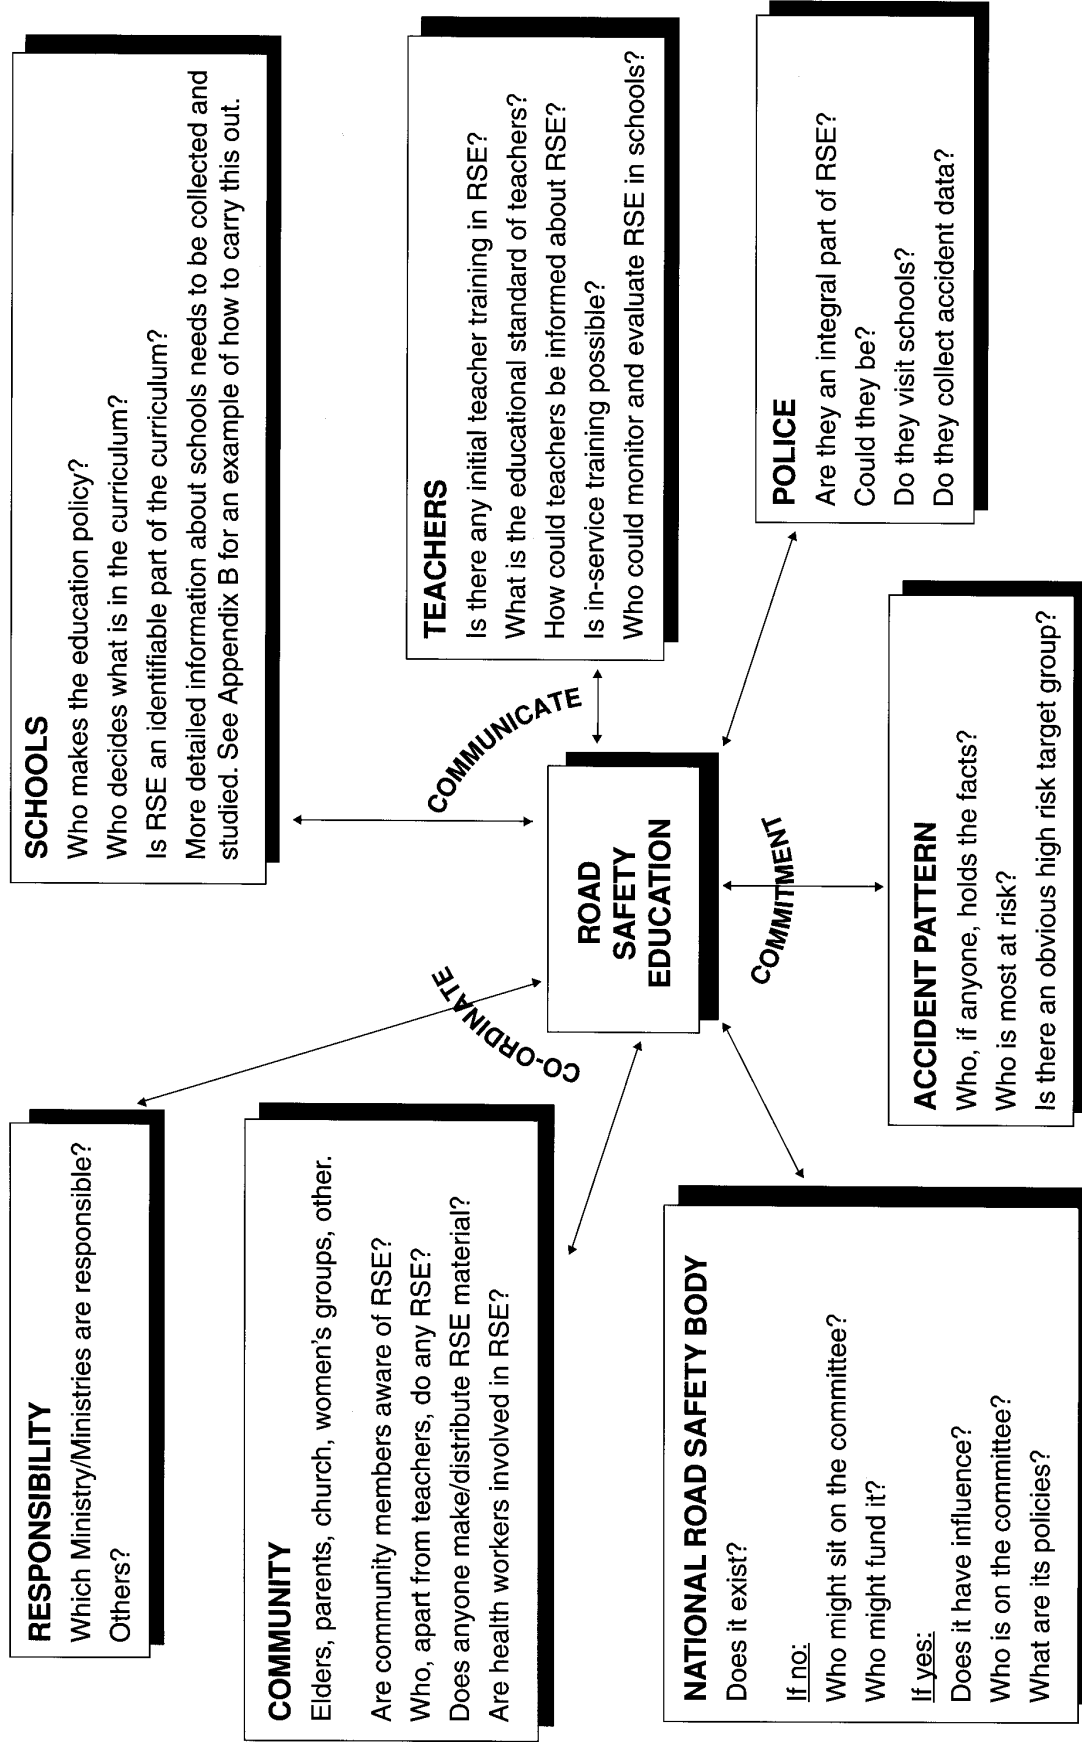 RESPONSIBILITY
Which Ministry/Ministries are responsible?
Others?
SCHOOLS
Who makes the education policy?
Who decides what is in the curriculum?
Is RSE an identifiable part of the curriculum?
More detailed information about schools needs to be collected and
studied. See Appendix B for an example of how to carry this out.
COMMUNITY
Elders, parents, church, women's groups, other.
Are community members aware of RSE?
Who, apart from teachers, do any RSE?
Does anyone make/distribute RSE material?
Are health workers involved in RSE?
CO-ORDINATE
COMMUNICATE
ROAD
SAFETY
EDUCATION
COMMITMENT
TEACHERS
Is there any initial teacher training in RSE?
What is the educational standard of teachers?
How could teachers be informed about RSE?
Is in-service training possible?
Who could monitor and evaluate RSE in schools?
NATIONAL ROAD SAFETY BODY
Does it exist?
If no:
Who might sit on the committee?
Who might fund it?
If yes:
Does it have influence?
Who is on the committee?
What are its policies?
ACCIDENT PATTERN
Who, if anyone, holds the facts?
Who is most at risk?
Is there an obvious high risk target group?
POLICE
Are they an integral part of RSE?
Could they be?
Do they visit schools?
Do they collect accident data?